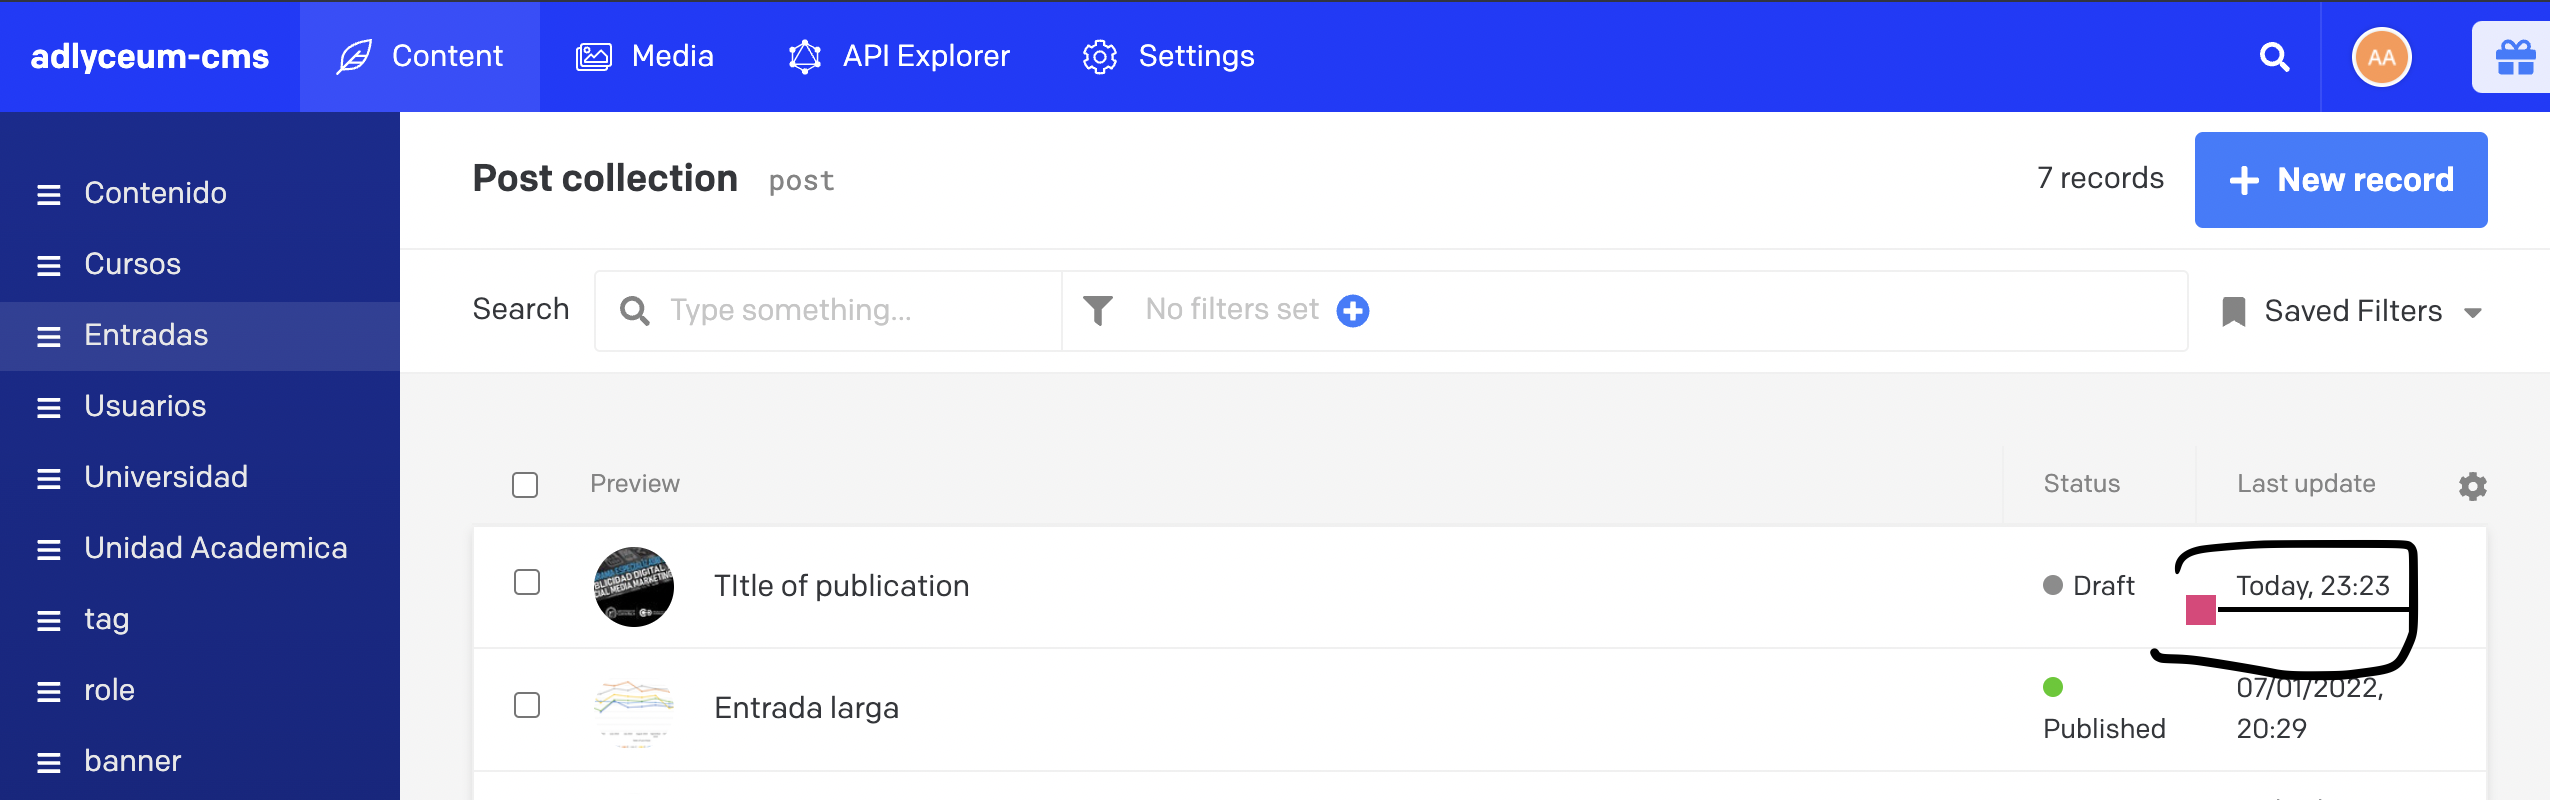 adlyceum-cms Content Media API Explorer Settings AA
Contenido
Cursos
Entradas
Usuarios
Universidad
Unidad Academica
tag
role
banner
Post collection post 7 records New record
Search Type something... No filters set Saved Filters
Preview Status Last update
TItle of publication Draft Today, 23:23
Entrada larga Published 07/01/2022,
20:29